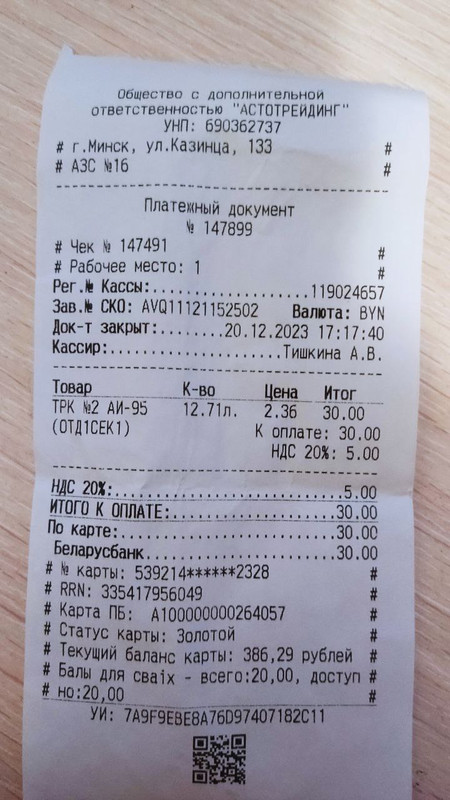 Общество с дополнительной
ответственностью "АСТОТРЕЙДИНГ"
УНП: 690362737
# г.Минск, ул.Казинца, 133 #
# АЗС №16 #
Платежный документ
№ 147899
# Чек № 147491 #
# Рабочее место: 1 #
Рег.№ Кассы:....................119024657
Зав.№ СКО: AVQ11121152502 Валюта: BYN
Док-т закрыт:........20.12.2023 17:17:40
Кассир:......................Тишкина А.В.
Товар К-во Цена Итог
ТРК №2 АИ-95 12.71л. 2.36 30.00
(ОТД1СЕК1) К оплате: 30.00
НДС 20%: 5.00
НДС 20%:..............................5.00
ИТОГО К ОПЛАТЕ:......................30.00
По карте:............................30.00
Беларусбанк..........................30.00
# № карты: 539214******2328 #
# RRN: 335417956049 #
# Карта ПБ: A100000000264057 #
# Статус карты: Золотой #
# Текущий баланс карты: 386,29 рублей #
# Балы для сваіх - всего:20,00, доступ #
# но:20,00 #
УИ: 7A9F9EBE8A76D97407182C11